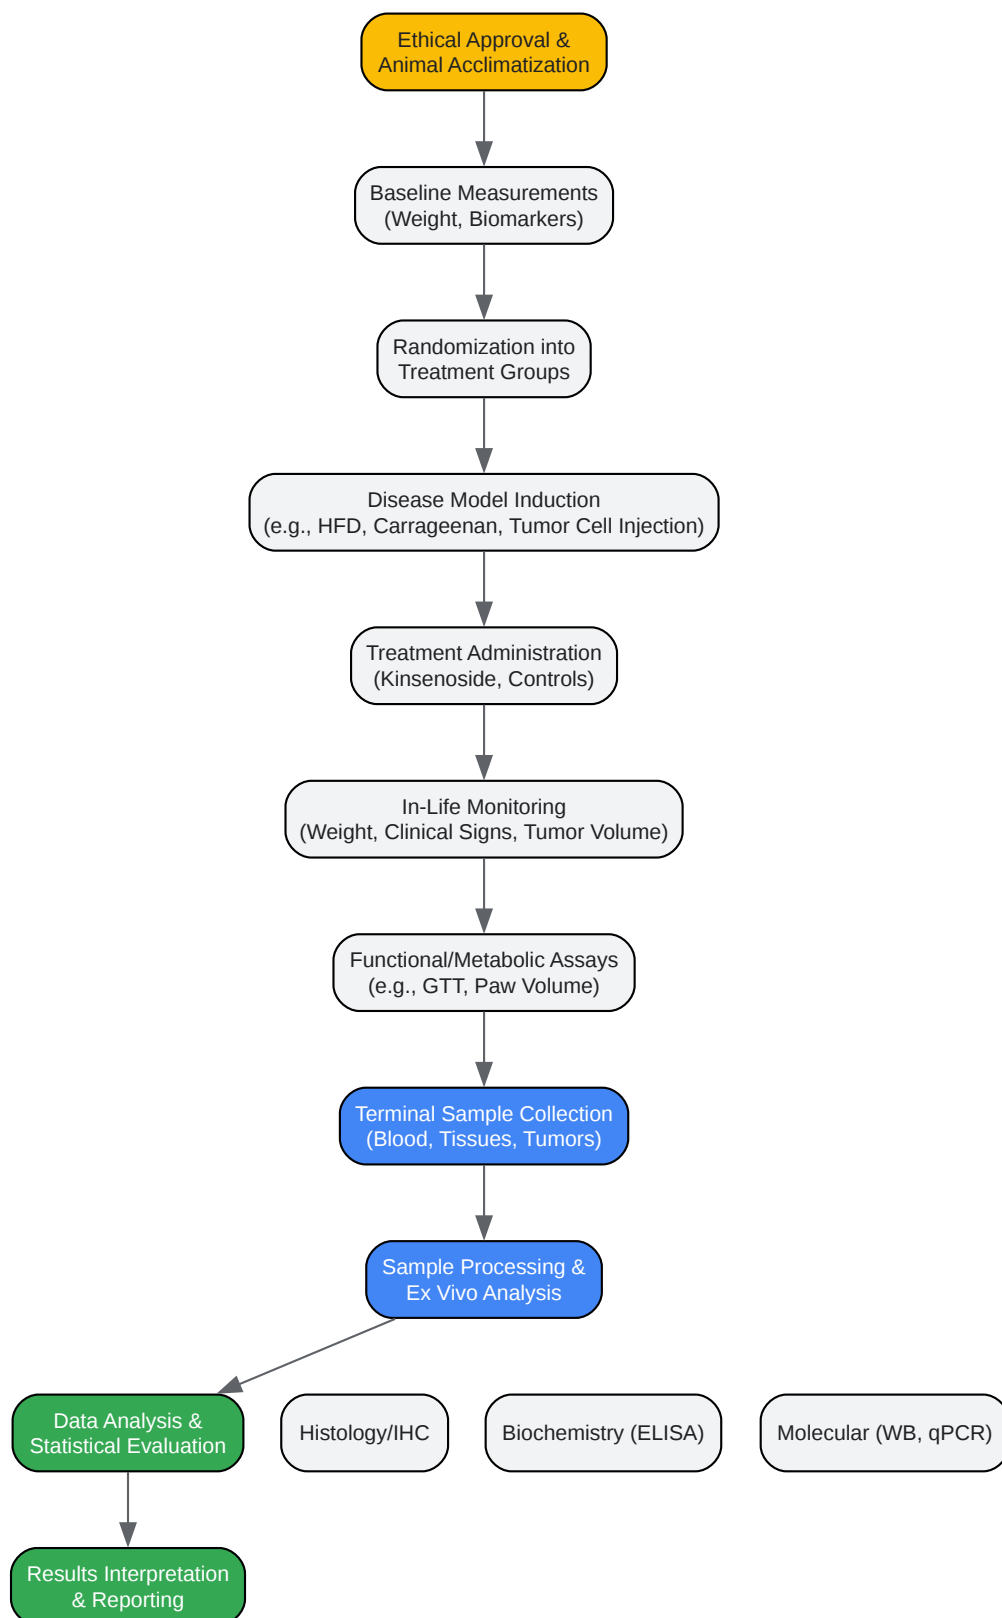 Ethical Approval &
Animal Acclimatization
Baseline Measurements
(Weight, Biomarkers)
Randomization into
Treatment Groups
Disease Model Induction
(e.g., HFD, Carrageenan, Tumor Cell Injection)
Treatment Administration
(Kinsenoside, Controls)
In-Life Monitoring
(Weight, Clinical Signs, Tumor Volume)
Functional/Metabolic Assays
(e.g., GTT, Paw Volume)
Terminal Sample Collection
(Blood, Tissues, Tumors)
Sample Processing &
Ex Vivo Analysis
Data Analysis &
Statistical Evaluation
Histology/IHC
Biochemistry (ELISA)
Molecular (WB, qPCR)
Results Interpretation
& Reporting